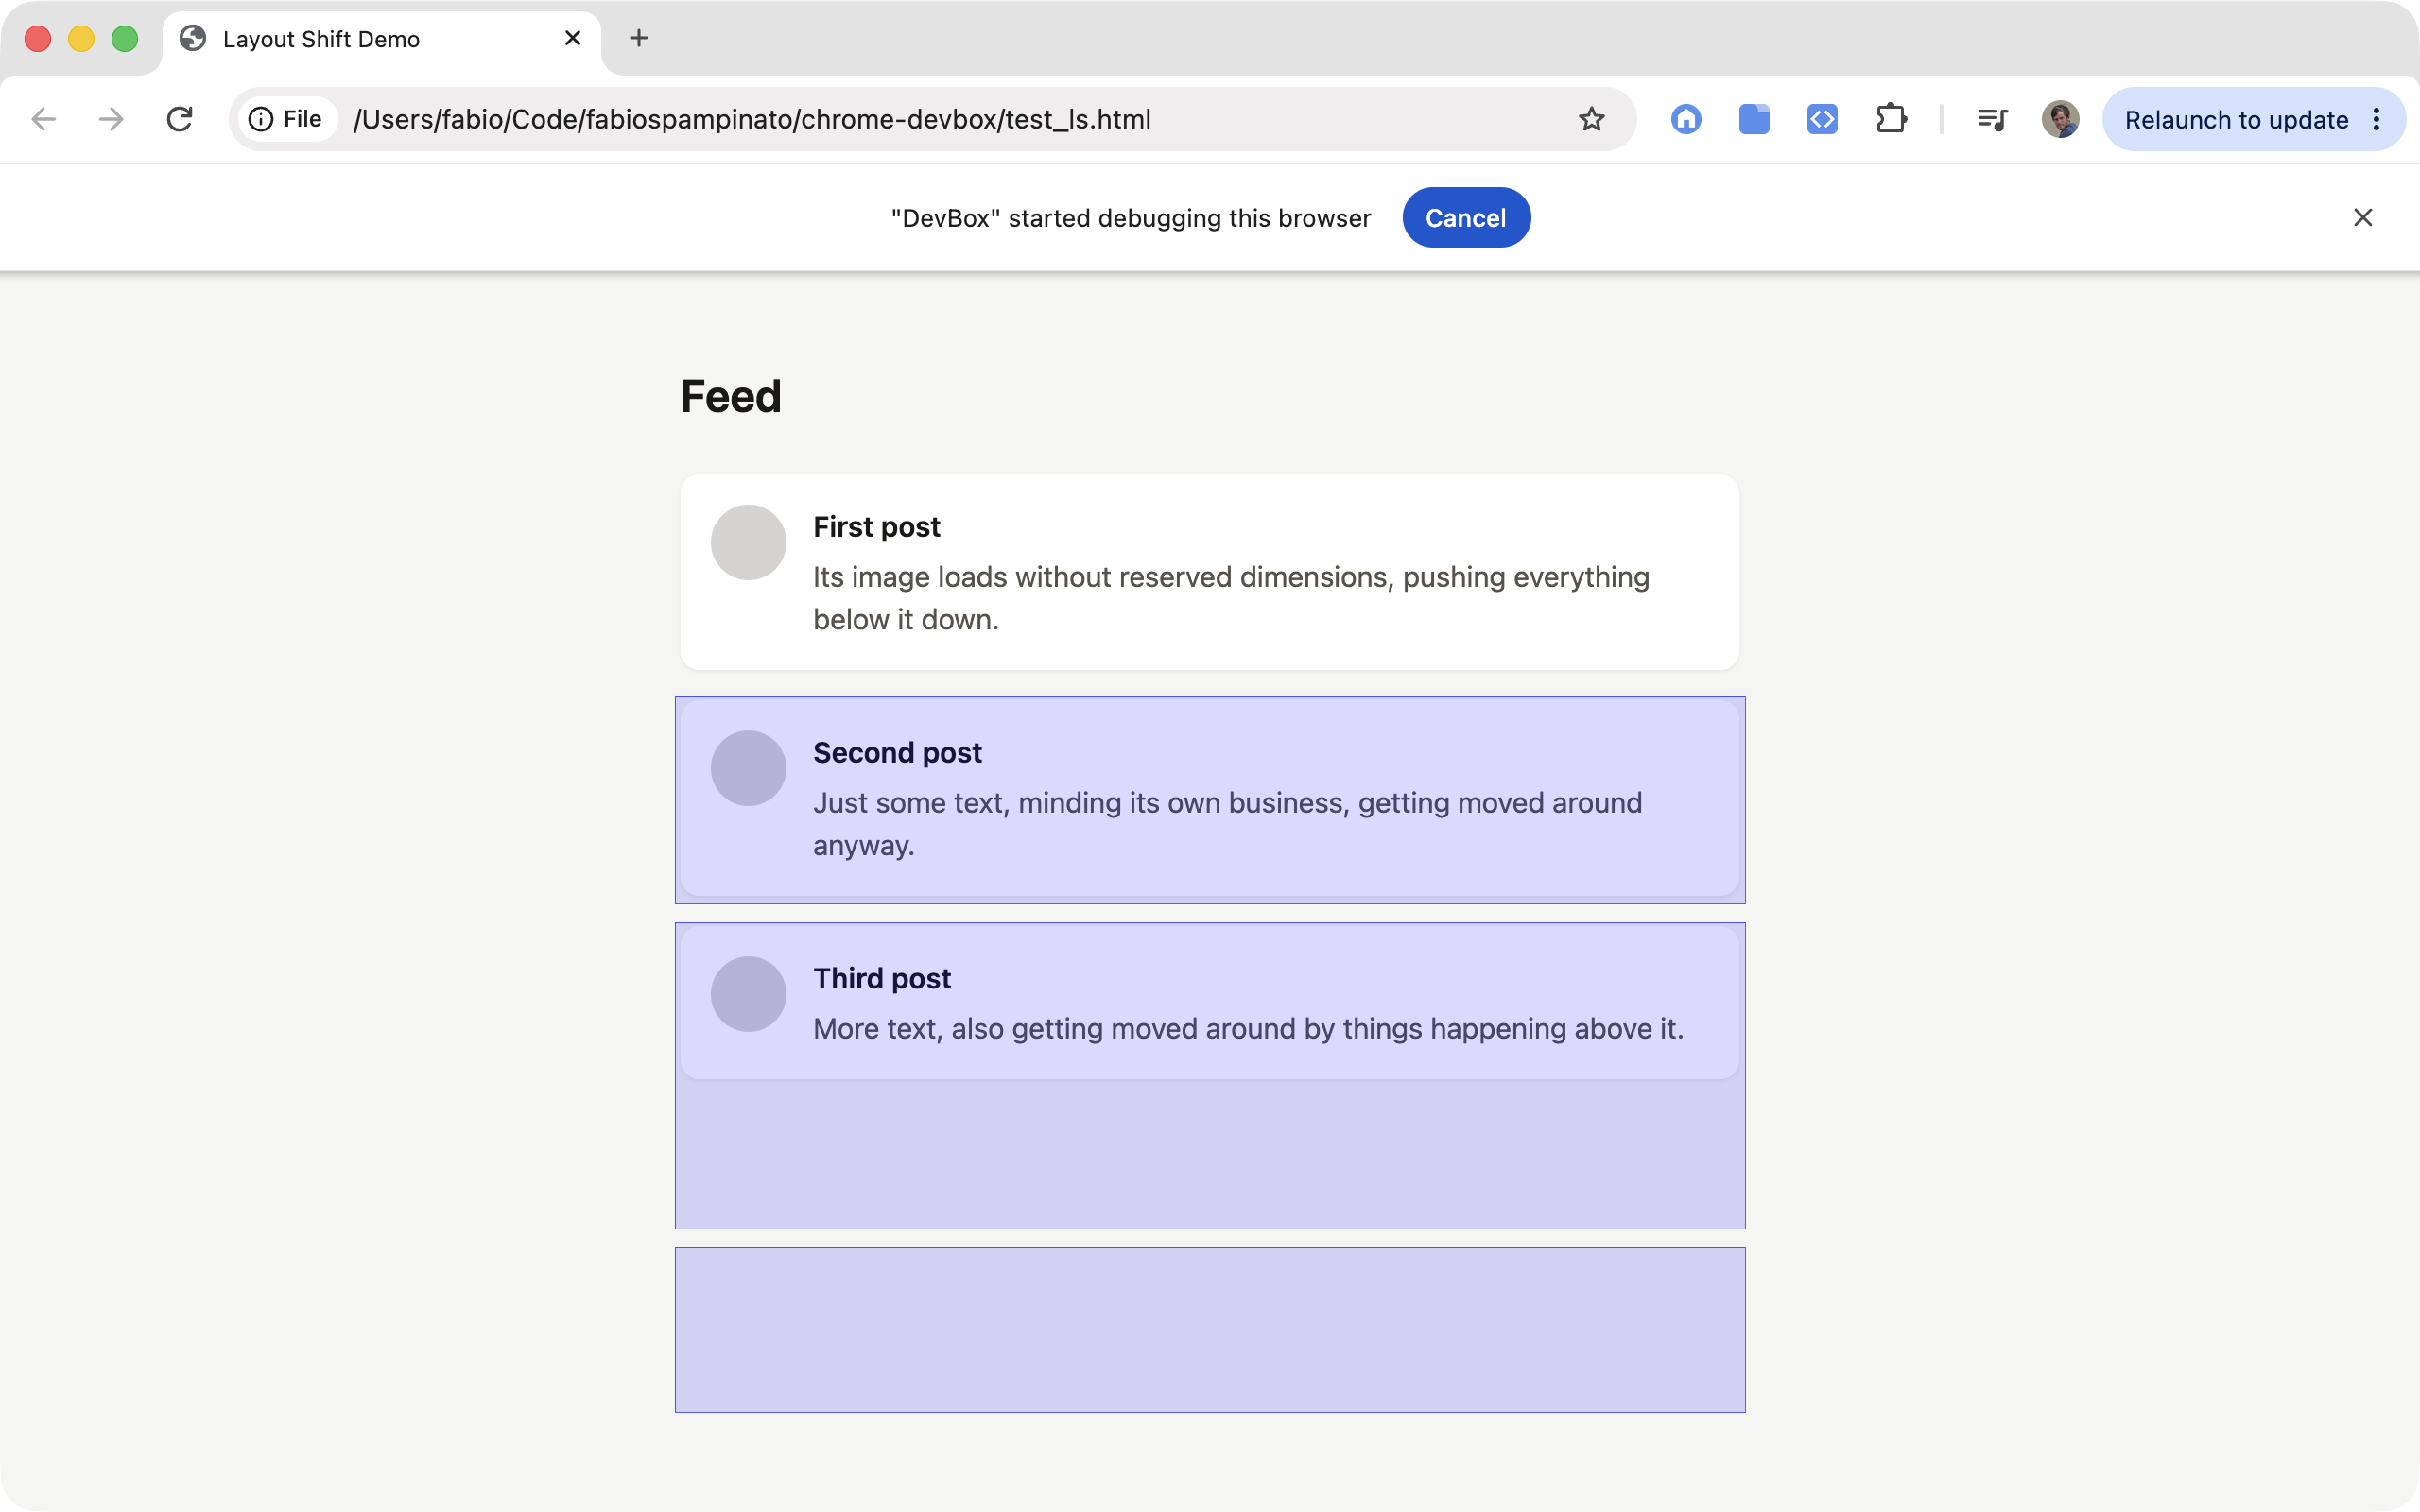 Layout Shift Demo
File /Users/fabio/Code/fabiospampinato/chrome-devbox/test_ls.html
Relaunch to update
"DevBox" started debugging this browser Cancel
Feed
First post
Its image loads without reserved dimensions, pushing everything
below it down.
Second post
Just some text, minding its own business, getting moved around
anyway.
Third post
More text, also getting moved around by things happening above it.